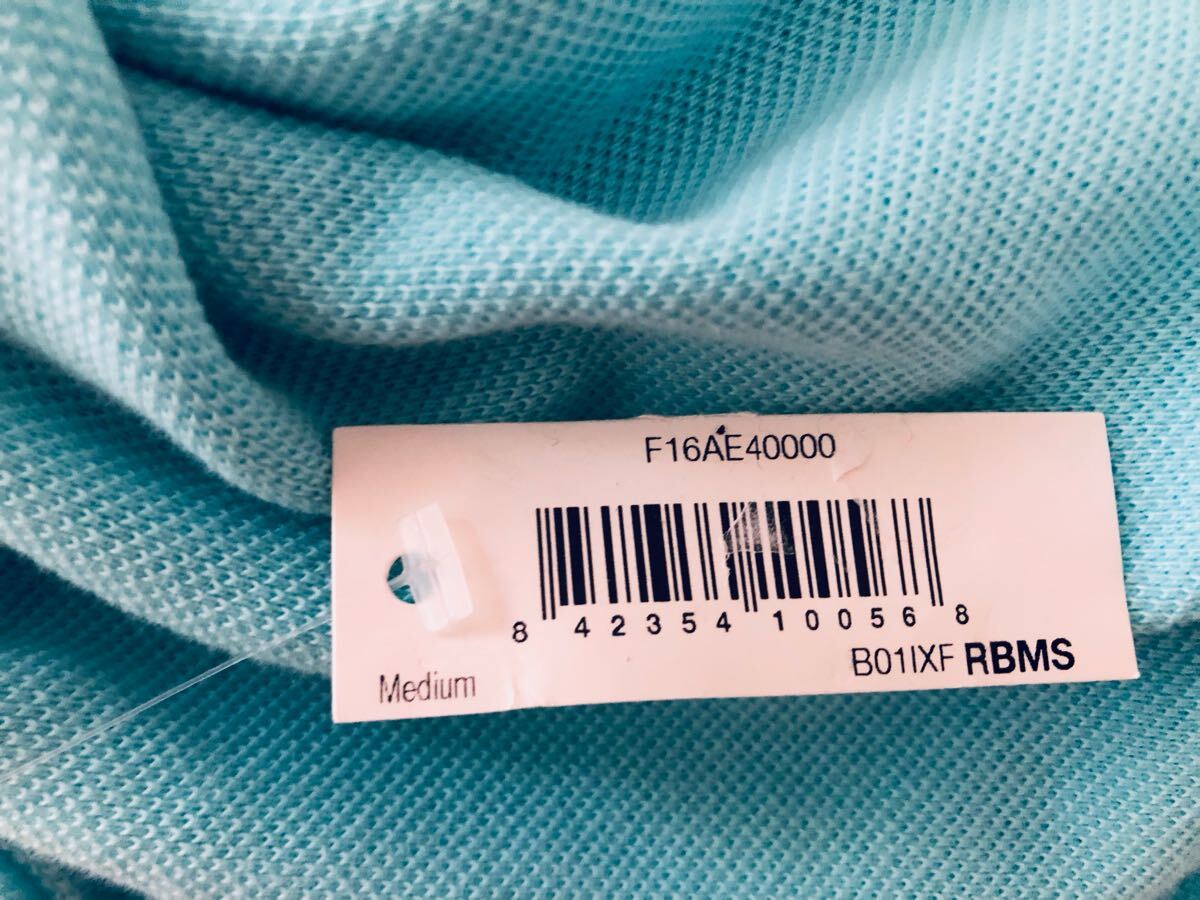 F16AE40000
8 42354 10056 8
B01IXF RBMS
Medium